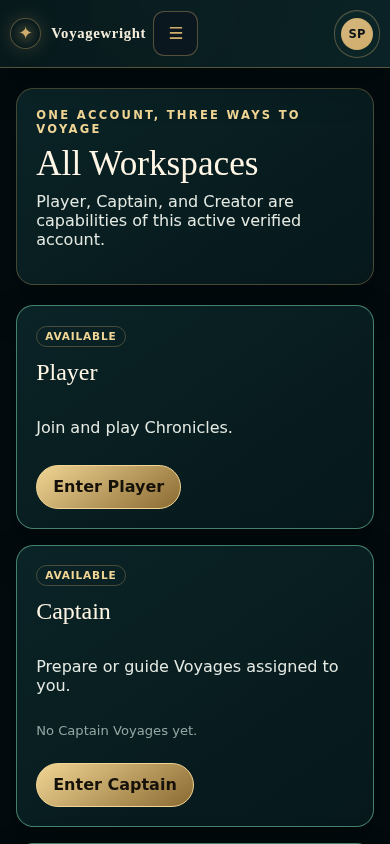 Voyagewright
SP
ONE ACCOUNT, THREE WAYS TO
VOYAGE
All Workspaces
Player, Captain, and Creator are
capabilities of this active verified
account.
AVAILABLE
Player
Join and play Chronicles.
Enter Player
AVAILABLE
Captain
Prepare or guide Voyages assigned to
you.
No Captain Voyages yet.
Enter Captain